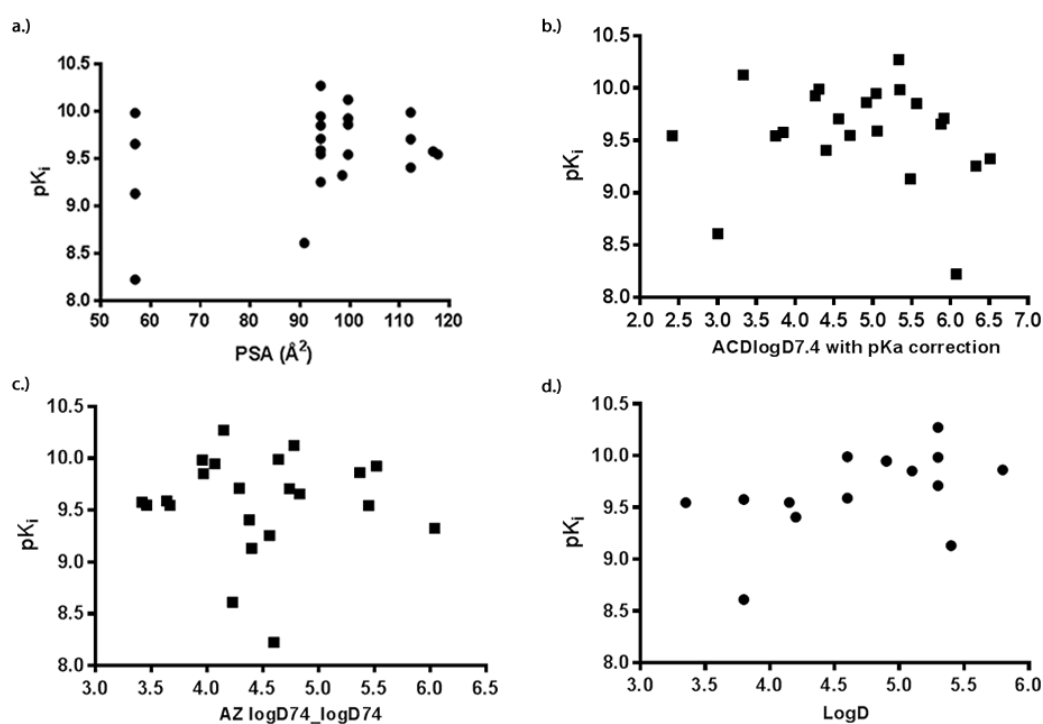 a.)
10.5
10.0
9.5
9.0
8.5
8.0
pKi
50 60 70 80 90 100 110 120
PSA (Å²)
b.)
10.5
10.0
9.5
9.0
8.5
8.0
pKi
2.0 2.5 3.0 3.5 4.0 4.5 5.0 5.5 6.0 6.5 7.0
ACDlogD7.4 with pKa correction
c.)
10.5
10.0
9.5
9.0
8.5
8.0
pKi
3.0 3.5 4.0 4.5 5.0 5.5 6.0 6.5
AZ logD74_logD74
d.)
10.5
10.0
9.5
9.0
8.5
8.0
pKi
3.0 3.5 4.0 4.5 5.0 5.5 6.0
LogD